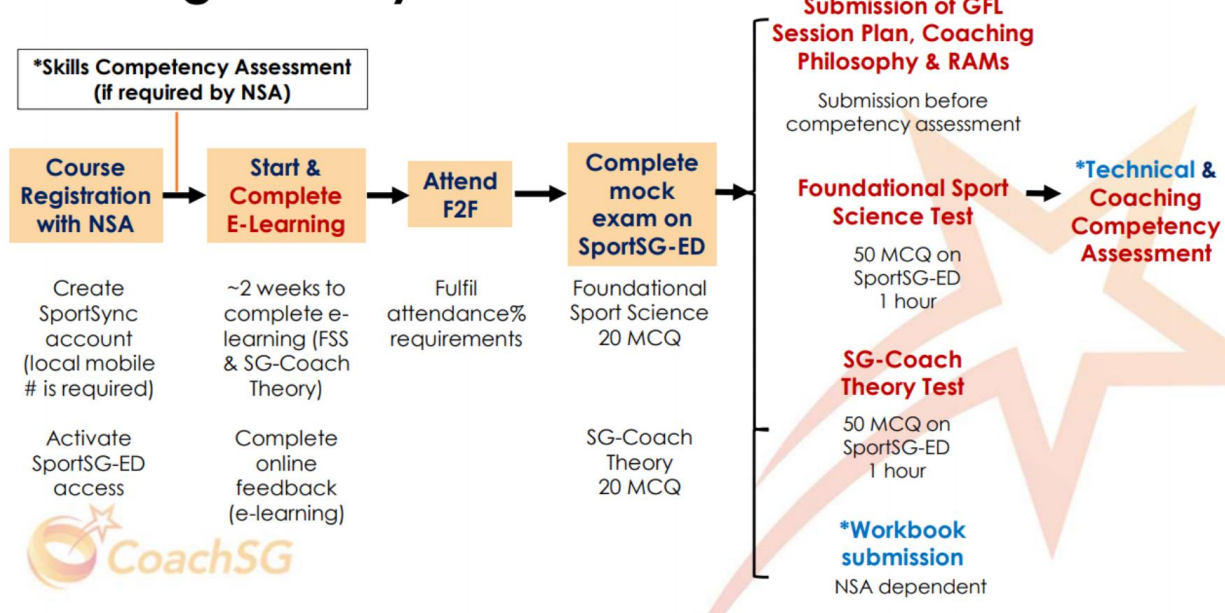 *Skills Competency Assessment
(if required by NSA)
Course
Registration
with NSA
Create
SportSync
account
(local mobile
# is required)
Activate
SportSG-ED
access
Start &
Complete
E-Learning
~2 weeks to
complete e-
learning (FSS
& SG-Coach
Theory)
Complete
online
feedback
(e-learning)
Attend
F2F
Fulfil
attendance%
requirements
Complete
mock
exam on
SportSG-ED
Foundational
Sport Science
20 MCQ
SG-Coach
Theory
20 MCQ
Submission of GFL
Session Plan, Coaching
Philosophy & RAMs
Submission before
competency assessment
Foundational Sport
Science Test
50 MCQ on
SportSG-ED
1 hour
SG-Coach
Theory Test
50 MCQ on
SportSG-ED
1 hour
*Workbook
submission
NSA dependent
*Technical &
Coaching
Competency
Assessment
CoachSG